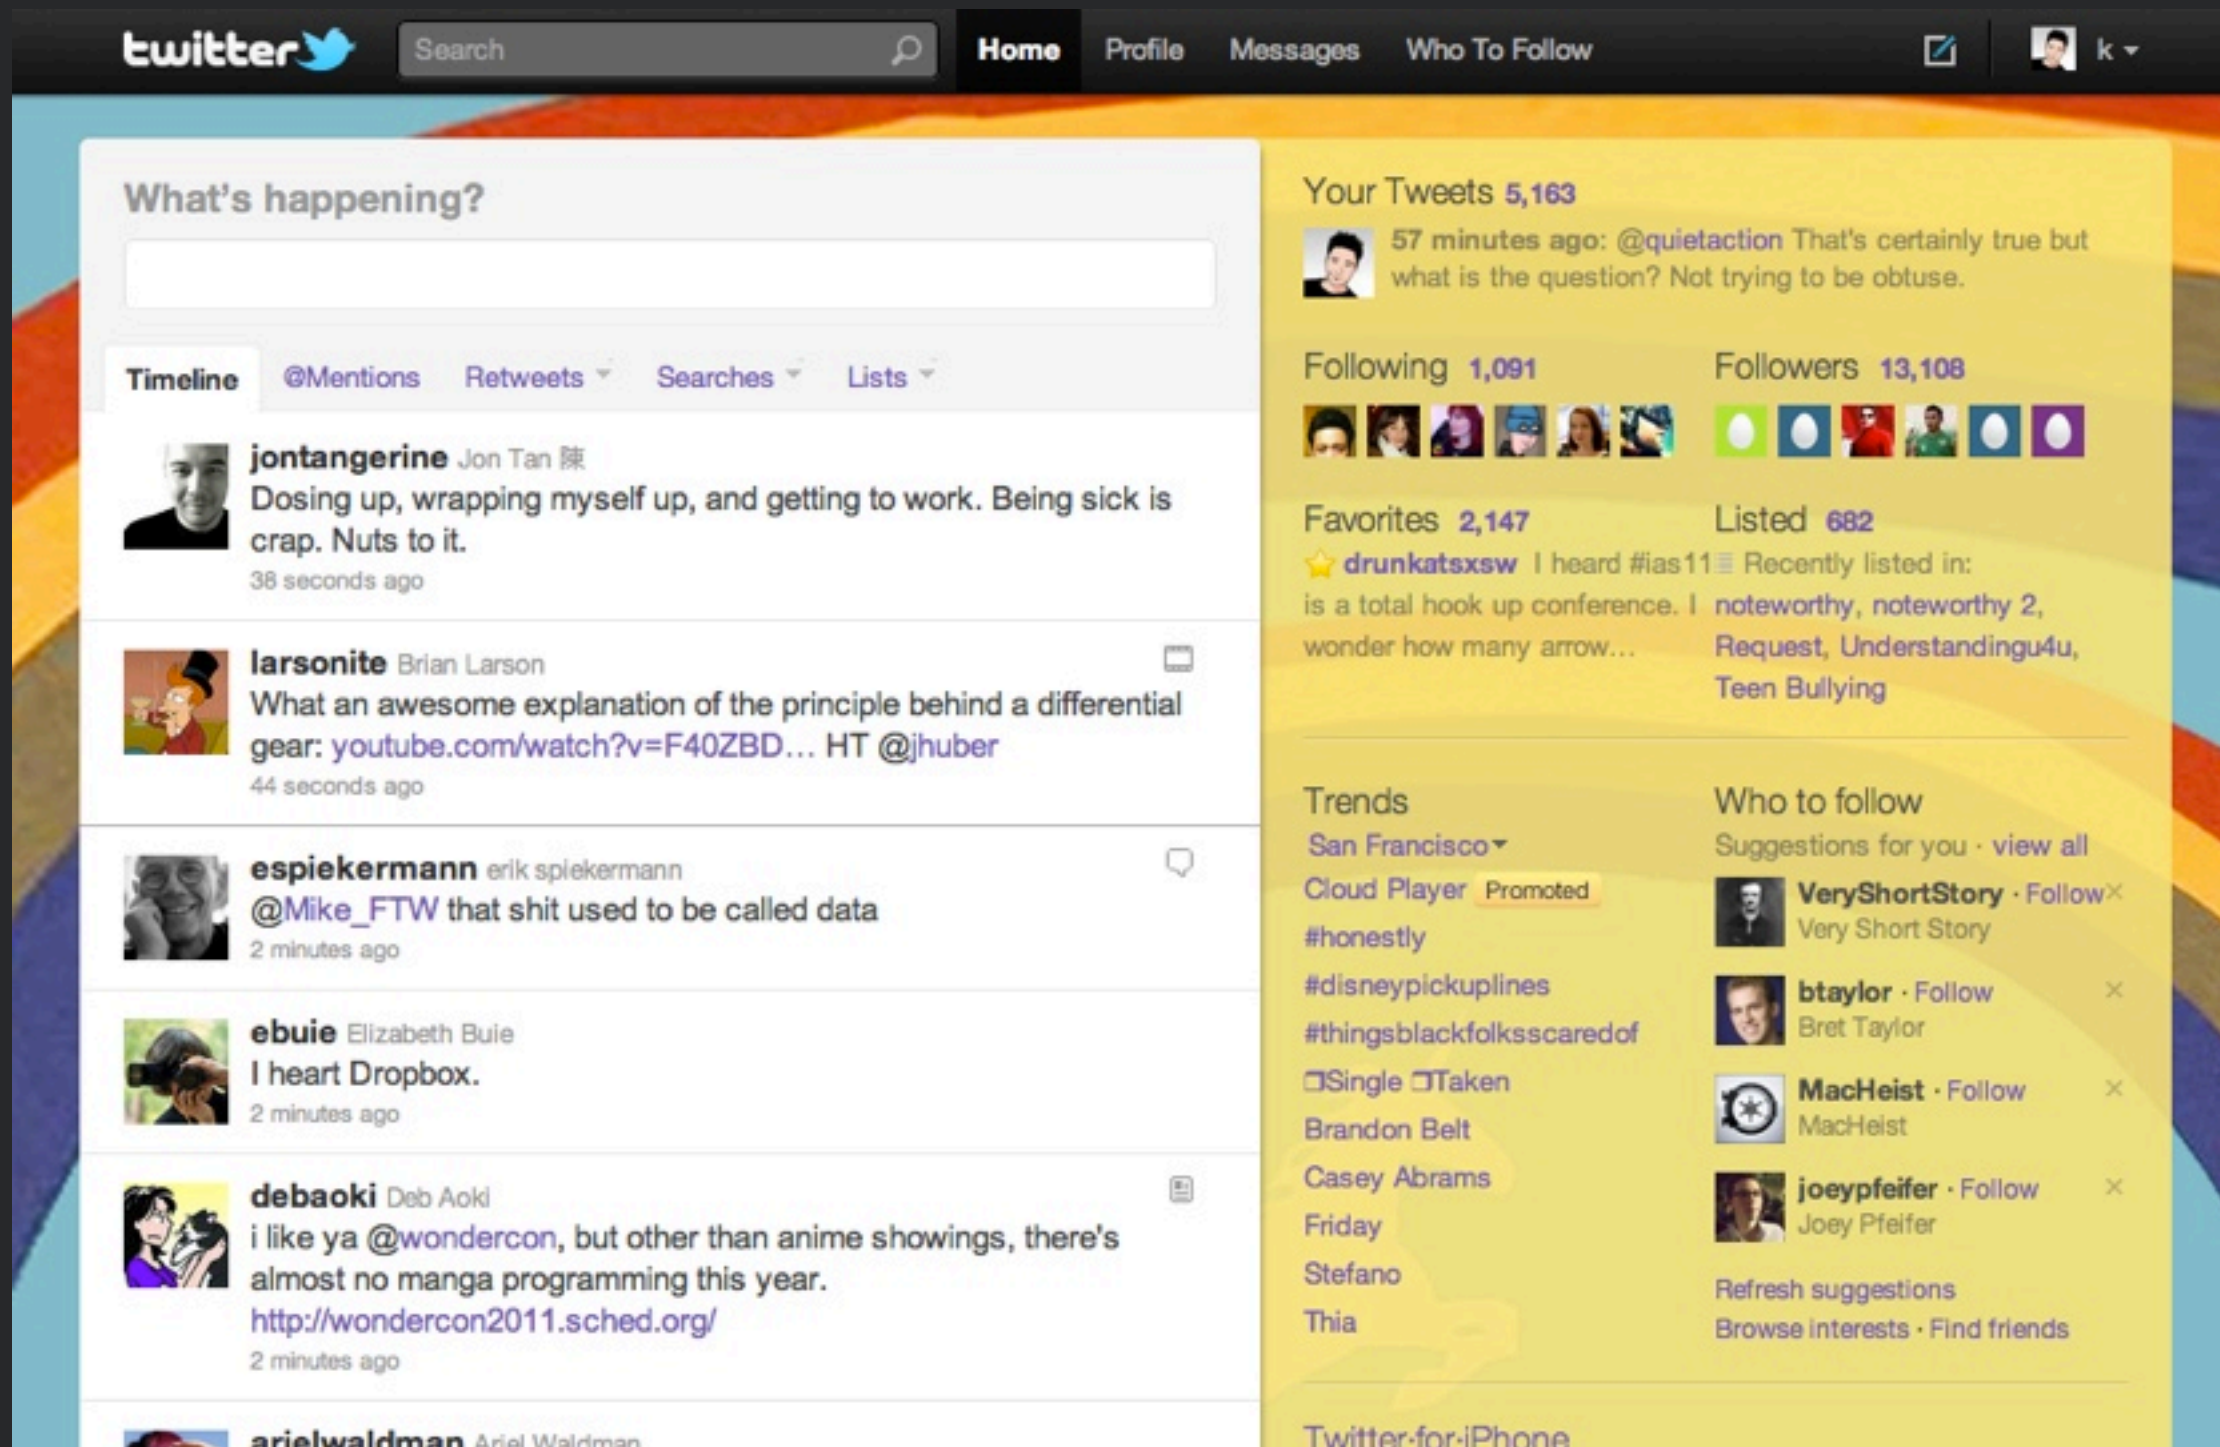 twitter
Search
Home
Profile
Messages
Who To Follow
k
What's happening?
Timeline
@Mentions
Retweets
Searches
Lists
jontangerine Jon Tan 陳
Dosing up, wrapping myself up, and getting to work. Being sick is
crap. Nuts to it.
38 seconds ago
larsonite Brian Larson
What an awesome explanation of the principle behind a differential
gear: youtube.com/watch?v=F40ZBD... HT @jhuber
44 seconds ago
espiekermann erik spiekermann
@Mike_FTW that shit used to be called data
2 minutes ago
ebuie Elizabeth Buie
I heart Dropbox.
2 minutes ago
debaoki Deb Aoki
i like ya @wondercon, but other than anime showings, there's
almost no manga programming this year.
http://wondercon2011.sched.org/
2 minutes ago
arielwaldman Ariel Waldman
Your Tweets 5,163
57 minutes ago: @quietaction That's certainly true but
what is the question? Not trying to be obtuse.
Following 1,091
Followers 13,108
Favorites 2,147
drunkatsxsw I heard #ias11
is a total hook up conference. I
wonder how many arrow...
Listed 682
Recently listed in:
noteworthy, noteworthy 2,
Request, Understandingu4u,
Teen Bullying
Trends
San Francisco
Cloud Player Promoted
#honestly
#disneypickuplines
#thingsblackfolksscaredof
❒Single ❒Taken
Brandon Belt
Casey Abrams
Friday
Stefano
Thia
Who to follow
Suggestions for you · view all
VeryShortStory · Follow ×
Very Short Story
btaylor · Follow ×
Bret Taylor
MacHeist · Follow ×
MacHeist
joeypfeifer · Follow ×
Joey Pfeifer
Refresh suggestions
Browse interests · Find friends
Twitter·for·iPhone